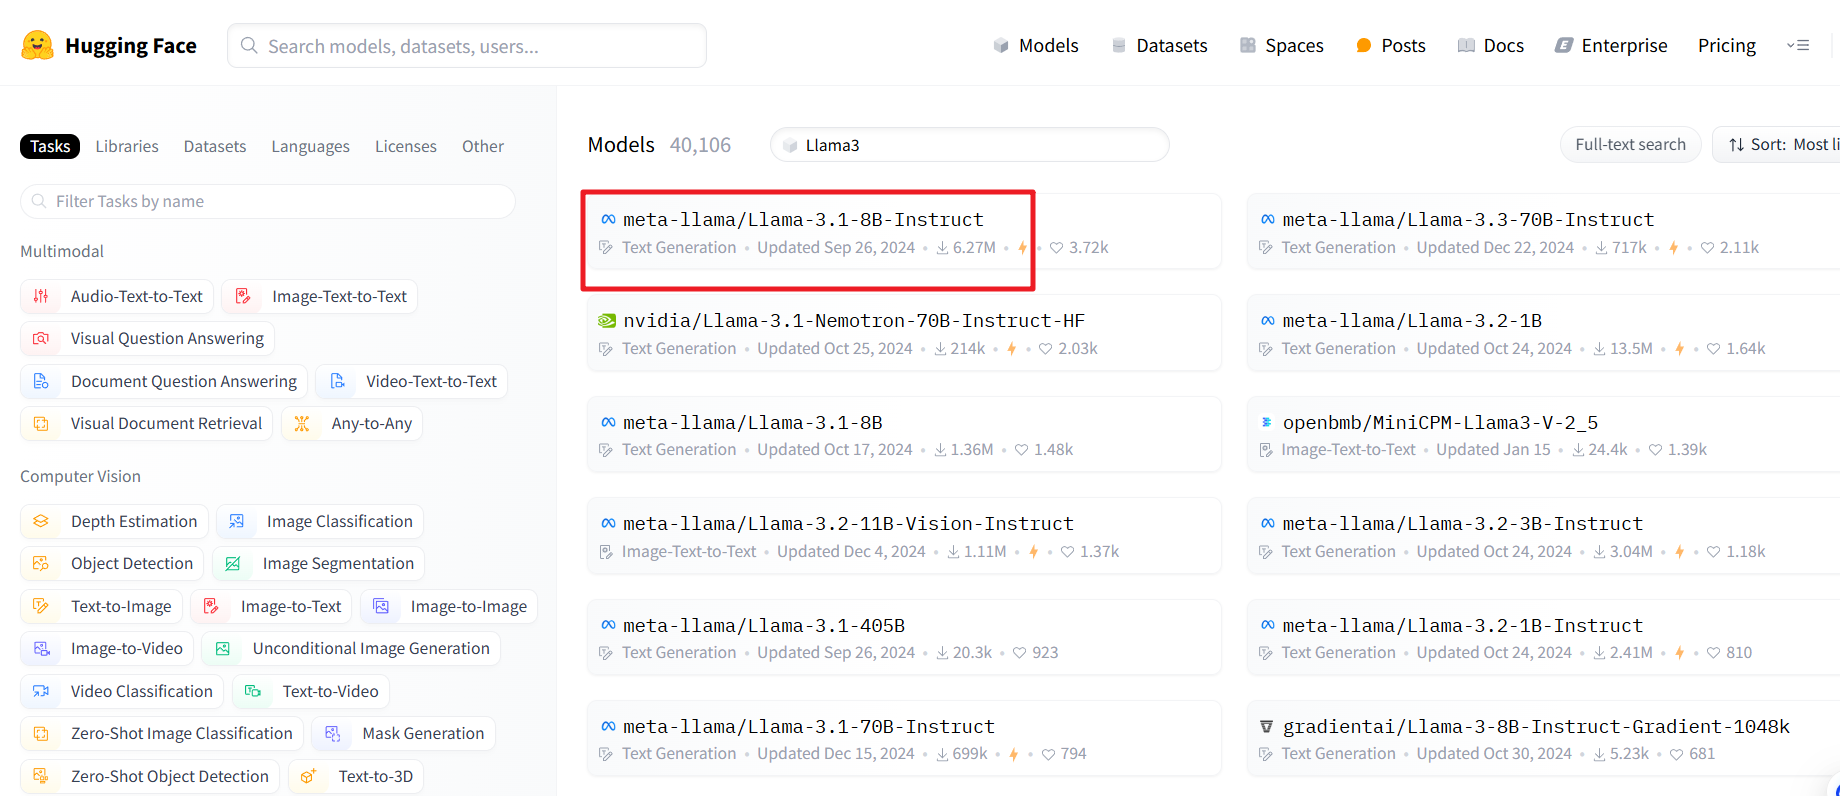 Hugging Face
Search models, datasets, users...
Models
Datasets
Spaces
Posts
Docs
Enterprise
Pricing
Tasks
Libraries
Datasets
Languages
Licenses
Other
Filter Tasks by name
Multimodal
Audio-Text-to-Text
Image-Text-to-Text
Visual Question Answering
Document Question Answering
Video-Text-to-Text
Visual Document Retrieval
Any-to-Any
Computer Vision
Depth Estimation
Image Classification
Object Detection
Image Segmentation
Text-to-Image
Image-to-Text
Image-to-Image
Image-to-Video
Unconditional Image Generation
Video Classification
Text-to-Video
Zero-Shot Image Classification
Mask Generation
Zero-Shot Object Detection
Text-to-3D
Models 40,106
Llama3
Full-text search
Sort: Most li
meta-llama/Llama-3.1-8B-Instruct
Text Generation • Updated Sep 26, 2024 • 6.27M • • 3.72k
meta-llama/Llama-3.3-70B-Instruct
Text Generation • Updated Dec 22, 2024 • 717k • • 2.11k
nvidia/Llama-3.1-Nemotron-70B-Instruct-HF
Text Generation • Updated Oct 25, 2024 • 214k • • 2.03k
meta-llama/Llama-3.2-1B
Text Generation • Updated Oct 24, 2024 • 13.5M • • 1.64k
meta-llama/Llama-3.1-8B
Text Generation • Updated Oct 17, 2024 • 1.36M • 1.48k
openbmb/MiniCPM-Llama3-V-2_5
Image-Text-to-Text • Updated Jan 15 • 24.4k • 1.39k
meta-llama/Llama-3.2-11B-Vision-Instruct
Image-Text-to-Text • Updated Dec 4, 2024 • 1.11M • • 1.37k
meta-llama/Llama-3.2-3B-Instruct
Text Generation • Updated Oct 24, 2024 • 3.04M • • 1.18k
meta-llama/Llama-3.1-405B
Text Generation • Updated Sep 26, 2024 • 20.3k • 923
meta-llama/Llama-3.2-1B-Instruct
Text Generation • Updated Oct 24, 2024 • 2.41M • • 810
meta-llama/Llama-3.1-70B-Instruct
Text Generation • Updated Dec 15, 2024 • 699k • • 794
gradientai/Llama-3-8B-Instruct-Gradient-1048k
Text Generation • Updated Oct 30, 2024 • 5.23k • 681